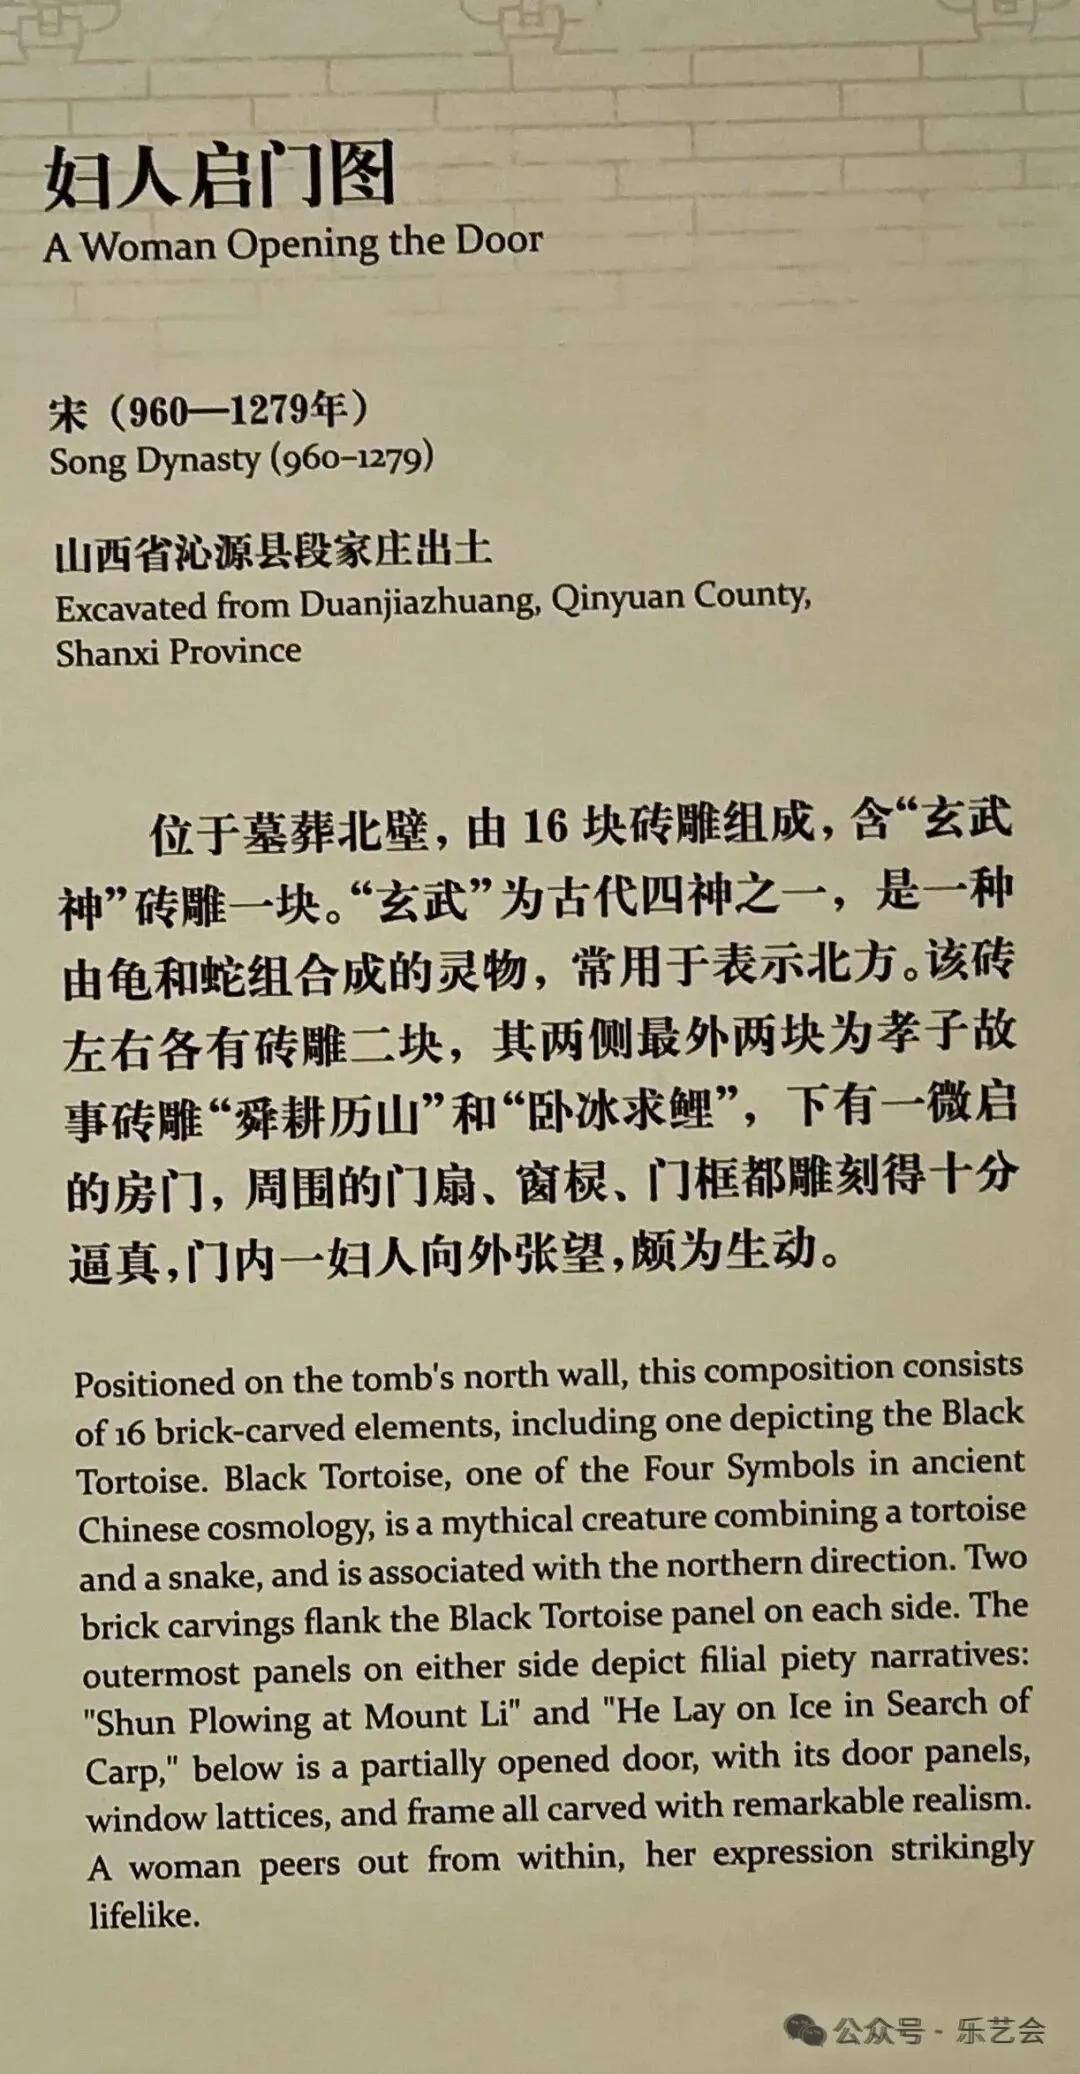 妇人启门图
A Woman Opening the Door
宋（960—1279年）
Song Dynasty (960–1279)
山西省沁源县段家庄出土
Excavated from Duanjiazhuang, Qinyuan County,
Shanxi Province
位于墓葬北壁，由 16 块砖雕组成，含“玄武
神”砖雕一块。“玄武”为古代四神之一，是一种
由龟和蛇组合成的灵物，常用于表示北方。该砖
左右各有砖雕二块，其两侧最外两块为孝子故
事砖雕“舜耕历山”和“卧冰求鲤”，下有一微启
的房门，周围的门扇、窗棂、门框都雕刻得十分
逼真，门内一妇人向外张望，颇为生动。
Positioned on the tomb's north wall, this composition consists
of 16 brick-carved elements, including one depicting the Black
Tortoise. Black Tortoise, one of the Four Symbols in ancient
Chinese cosmology, is a mythical creature combining a tortoise
and a snake, and is associated with the northern direction. Two
brick carvings flank the Black Tortoise panel on each side. The
outermost panels on either side depict filial piety narratives:
"Shun Plowing at Mount Li" and "He Lay on Ice in Search of
Carp," below is a partially opened door, with its door panels,
window lattices, and frame all carved with remarkable realism.
A woman peers out from within, her expression strikingly
lifelike.
公众号 · 乐艺会